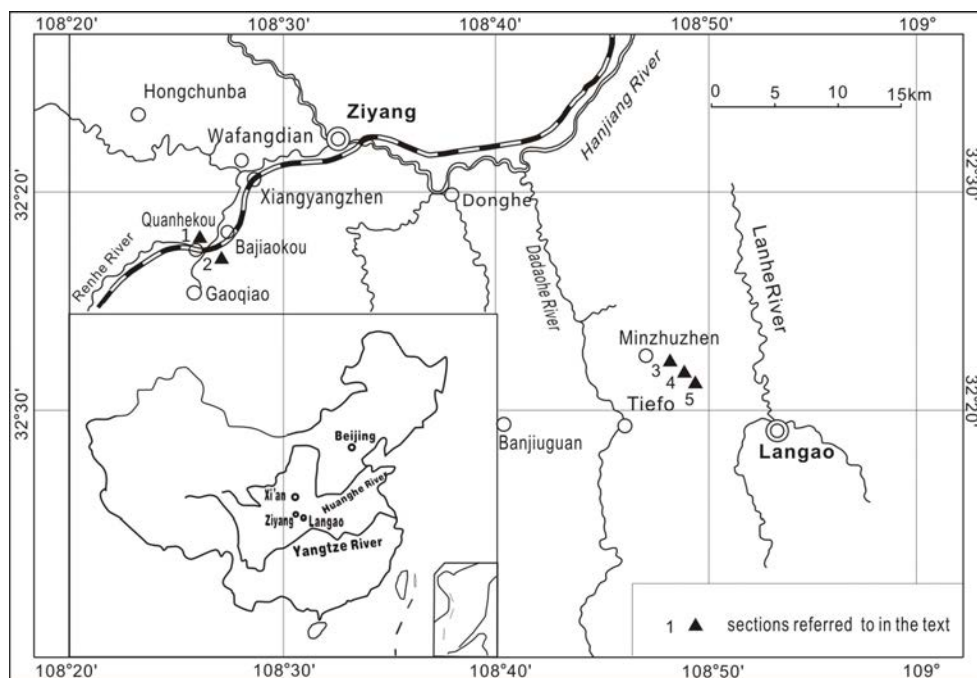 108°20'
108°30'
108°40'
108°50'
109°
Hongchunba
Ziyang
Wafangdian
Hanjiang River
0 5 10 15km
32°20'
32°30'
Xiangyangzhen
Donghe
Quanhekou
1
Bajiaokou
2
Renhe River
Gaoqiao
Dadaohe River
LanheRiver
Minzhuzhen
3
4
5
Tiefo
32°30'
32°20'
Banjiuguan
Langao
Beijing
Xi'an
Huanghe River
Ziyang
Langao
Yangtze River
1 ▲ sections referred to in the text
108°20'
108°30'
108°40'
108°50'
109°